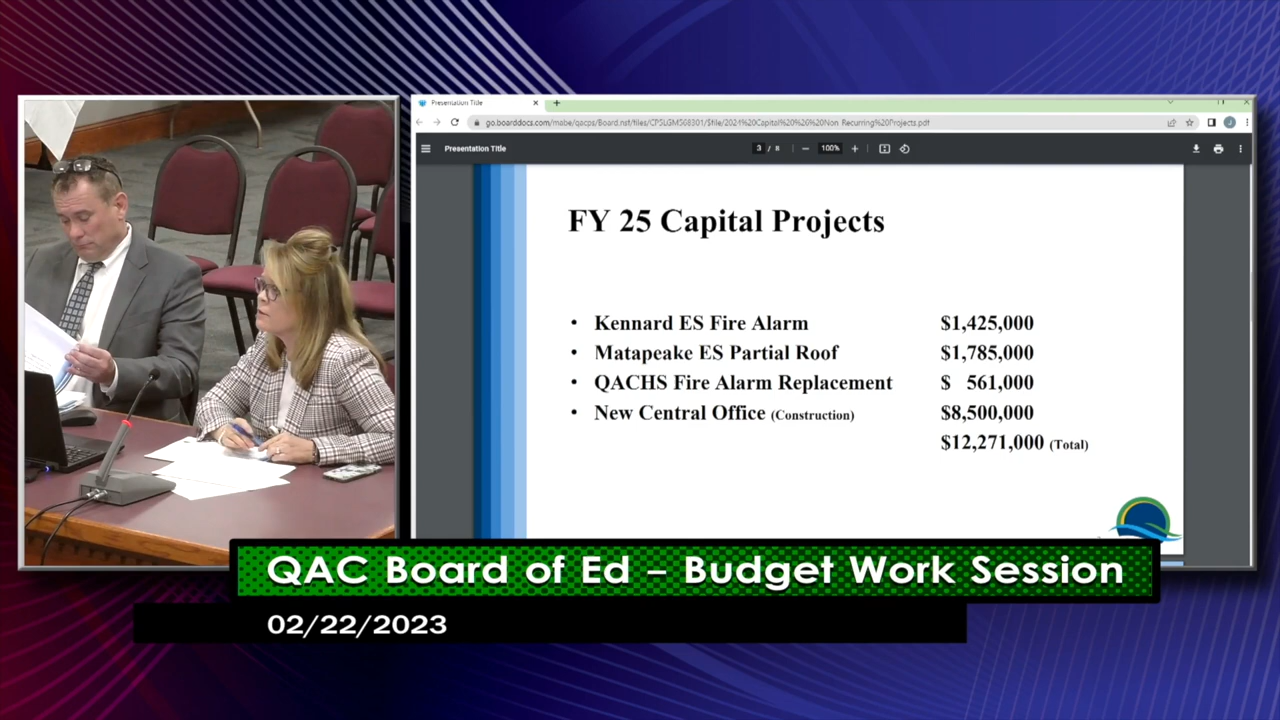 Presentation Title
go.boarddocs.com/mabe/qacps/Board.nsf/files/CP5LGM568301/$file/2024%20Capital%20%26%20Non Recurring%20Projects.pdf
Presentation Title 3 / 8 100%
FY 25 Capital Projects
• Kennard ES Fire Alarm $1,425,000
• Matapeake ES Partial Roof $1,785,000
• QACHS Fire Alarm Replacement $ 561,000
• New Central Office (Construction) $8,500,000
$12,271,000 (Total)
QAC Board of Ed – Budget Work Session
02/22/2023